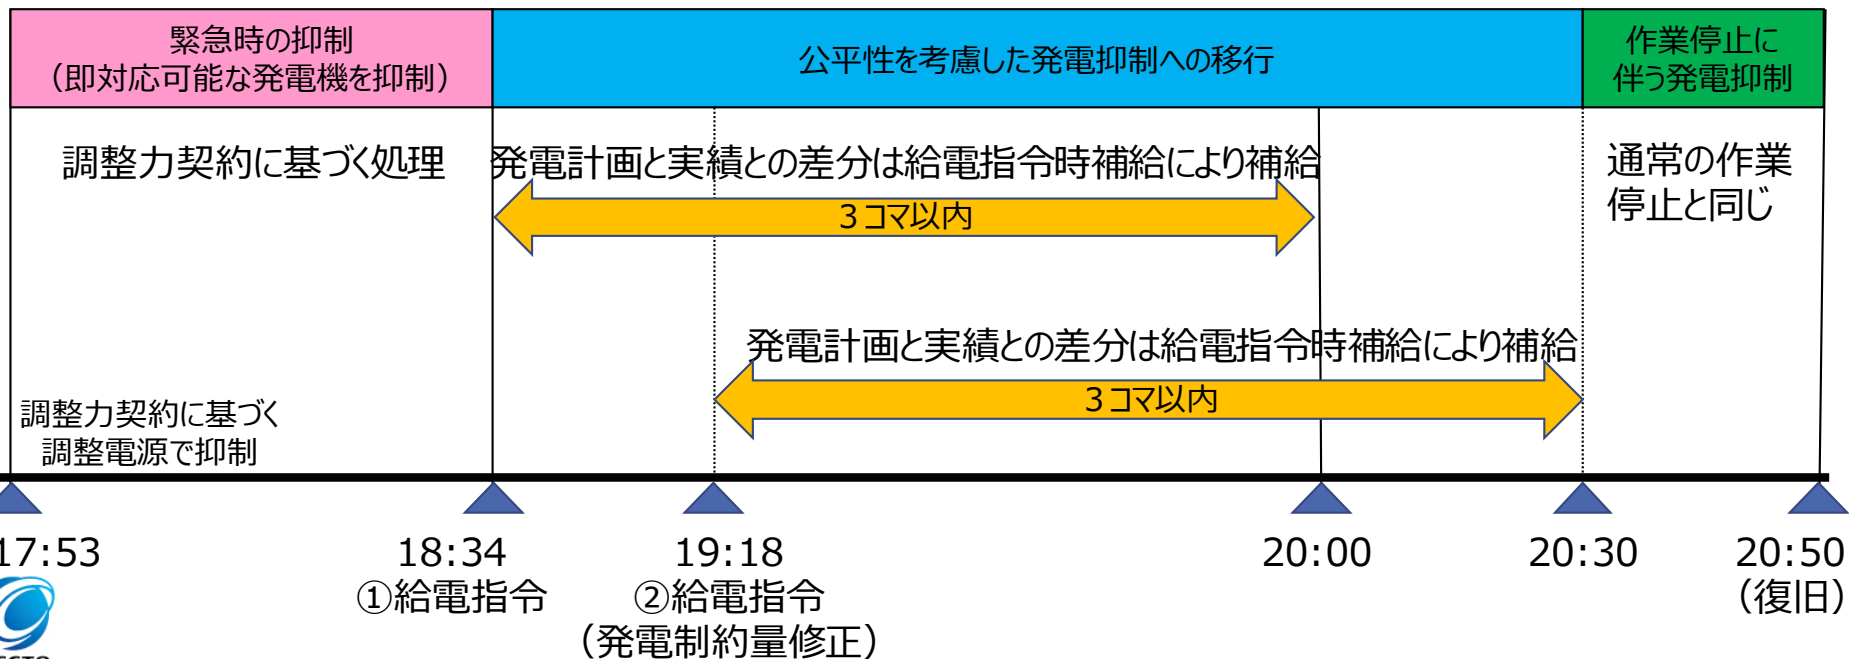 緊急時の抑制
（即対応可能な発電機を抑制）
公平性を考慮した発電抑制への移行
作業停止に
伴う発電抑制
調整力契約に基づく処理
発電計画と実績との差分は給電指令時補給により補給
通常の作業
停止と同じ
３コマ以内
発電計画と実績との差分は給電指令時補給により補給
３コマ以内
調整力契約に基づく
調整電源で抑制
17:53
18:34
19:18
20:00
20:30
20:50
①給電指令
②給電指令
（復旧）
（発電制約量修正）